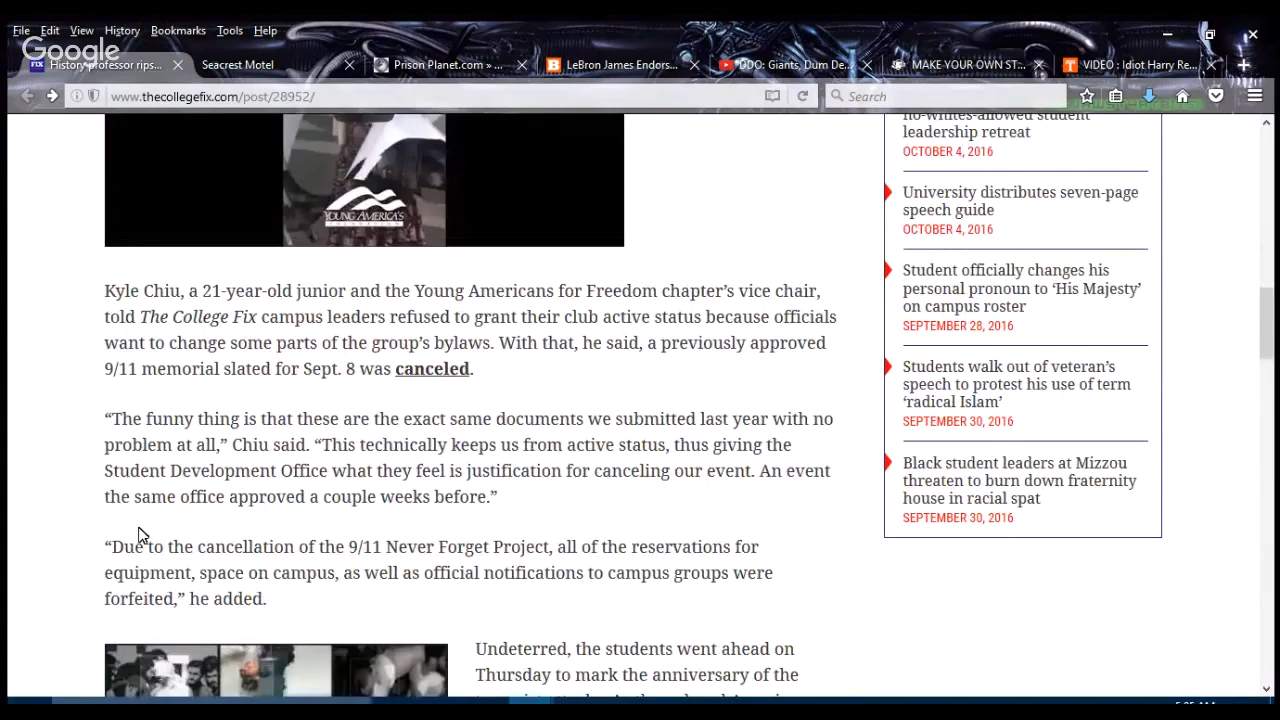 File Edit View History Bookmarks Tools Help
Google
FIX History professor rips...
Seacrest Motel
Prison Planet.com » ...
LeBron James Endors...
DDO: Giants, Dum De...
MAKE YOUR OWN ST...
VIDEO : Idiot Harry Re...
www.thecollegefix.com/post/28952/
Search
no-whites-allowed student
leadership retreat
OCTOBER 4, 2016
University distributes seven-page
speech guide
OCTOBER 4, 2016
Student officially changes his
personal pronoun to ‘His Majesty’
on campus roster
SEPTEMBER 28, 2016
Students walk out of veteran’s
speech to protest his use of term
‘radical Islam’
SEPTEMBER 30, 2016
Black student leaders at Mizzou
threaten to burn down fraternity
house in racial spat
SEPTEMBER 30, 2016
YOUNG AMERICA'S
FOUNDATION
Kyle Chiu, a 21-year-old junior and the Young Americans for Freedom chapter’s vice chair,
told The College Fix campus leaders refused to grant their club active status because officials
want to change some parts of the group’s bylaws. With that, he said, a previously approved
9/11 memorial slated for Sept. 8 was canceled.
“The funny thing is that these are the exact same documents we submitted last year with no
problem at all,” Chiu said. “This technically keeps us from active status, thus giving the
Student Development Office what they feel is justification for canceling our event. An event
the same office approved a couple weeks before.”
“Due to the cancellation of the 9/11 Never Forget Project, all of the reservations for
equipment, space on campus, as well as official notifications to campus groups were
forfeited,” he added.
Undeterred, the students went ahead on
Thursday to mark the anniversary of the